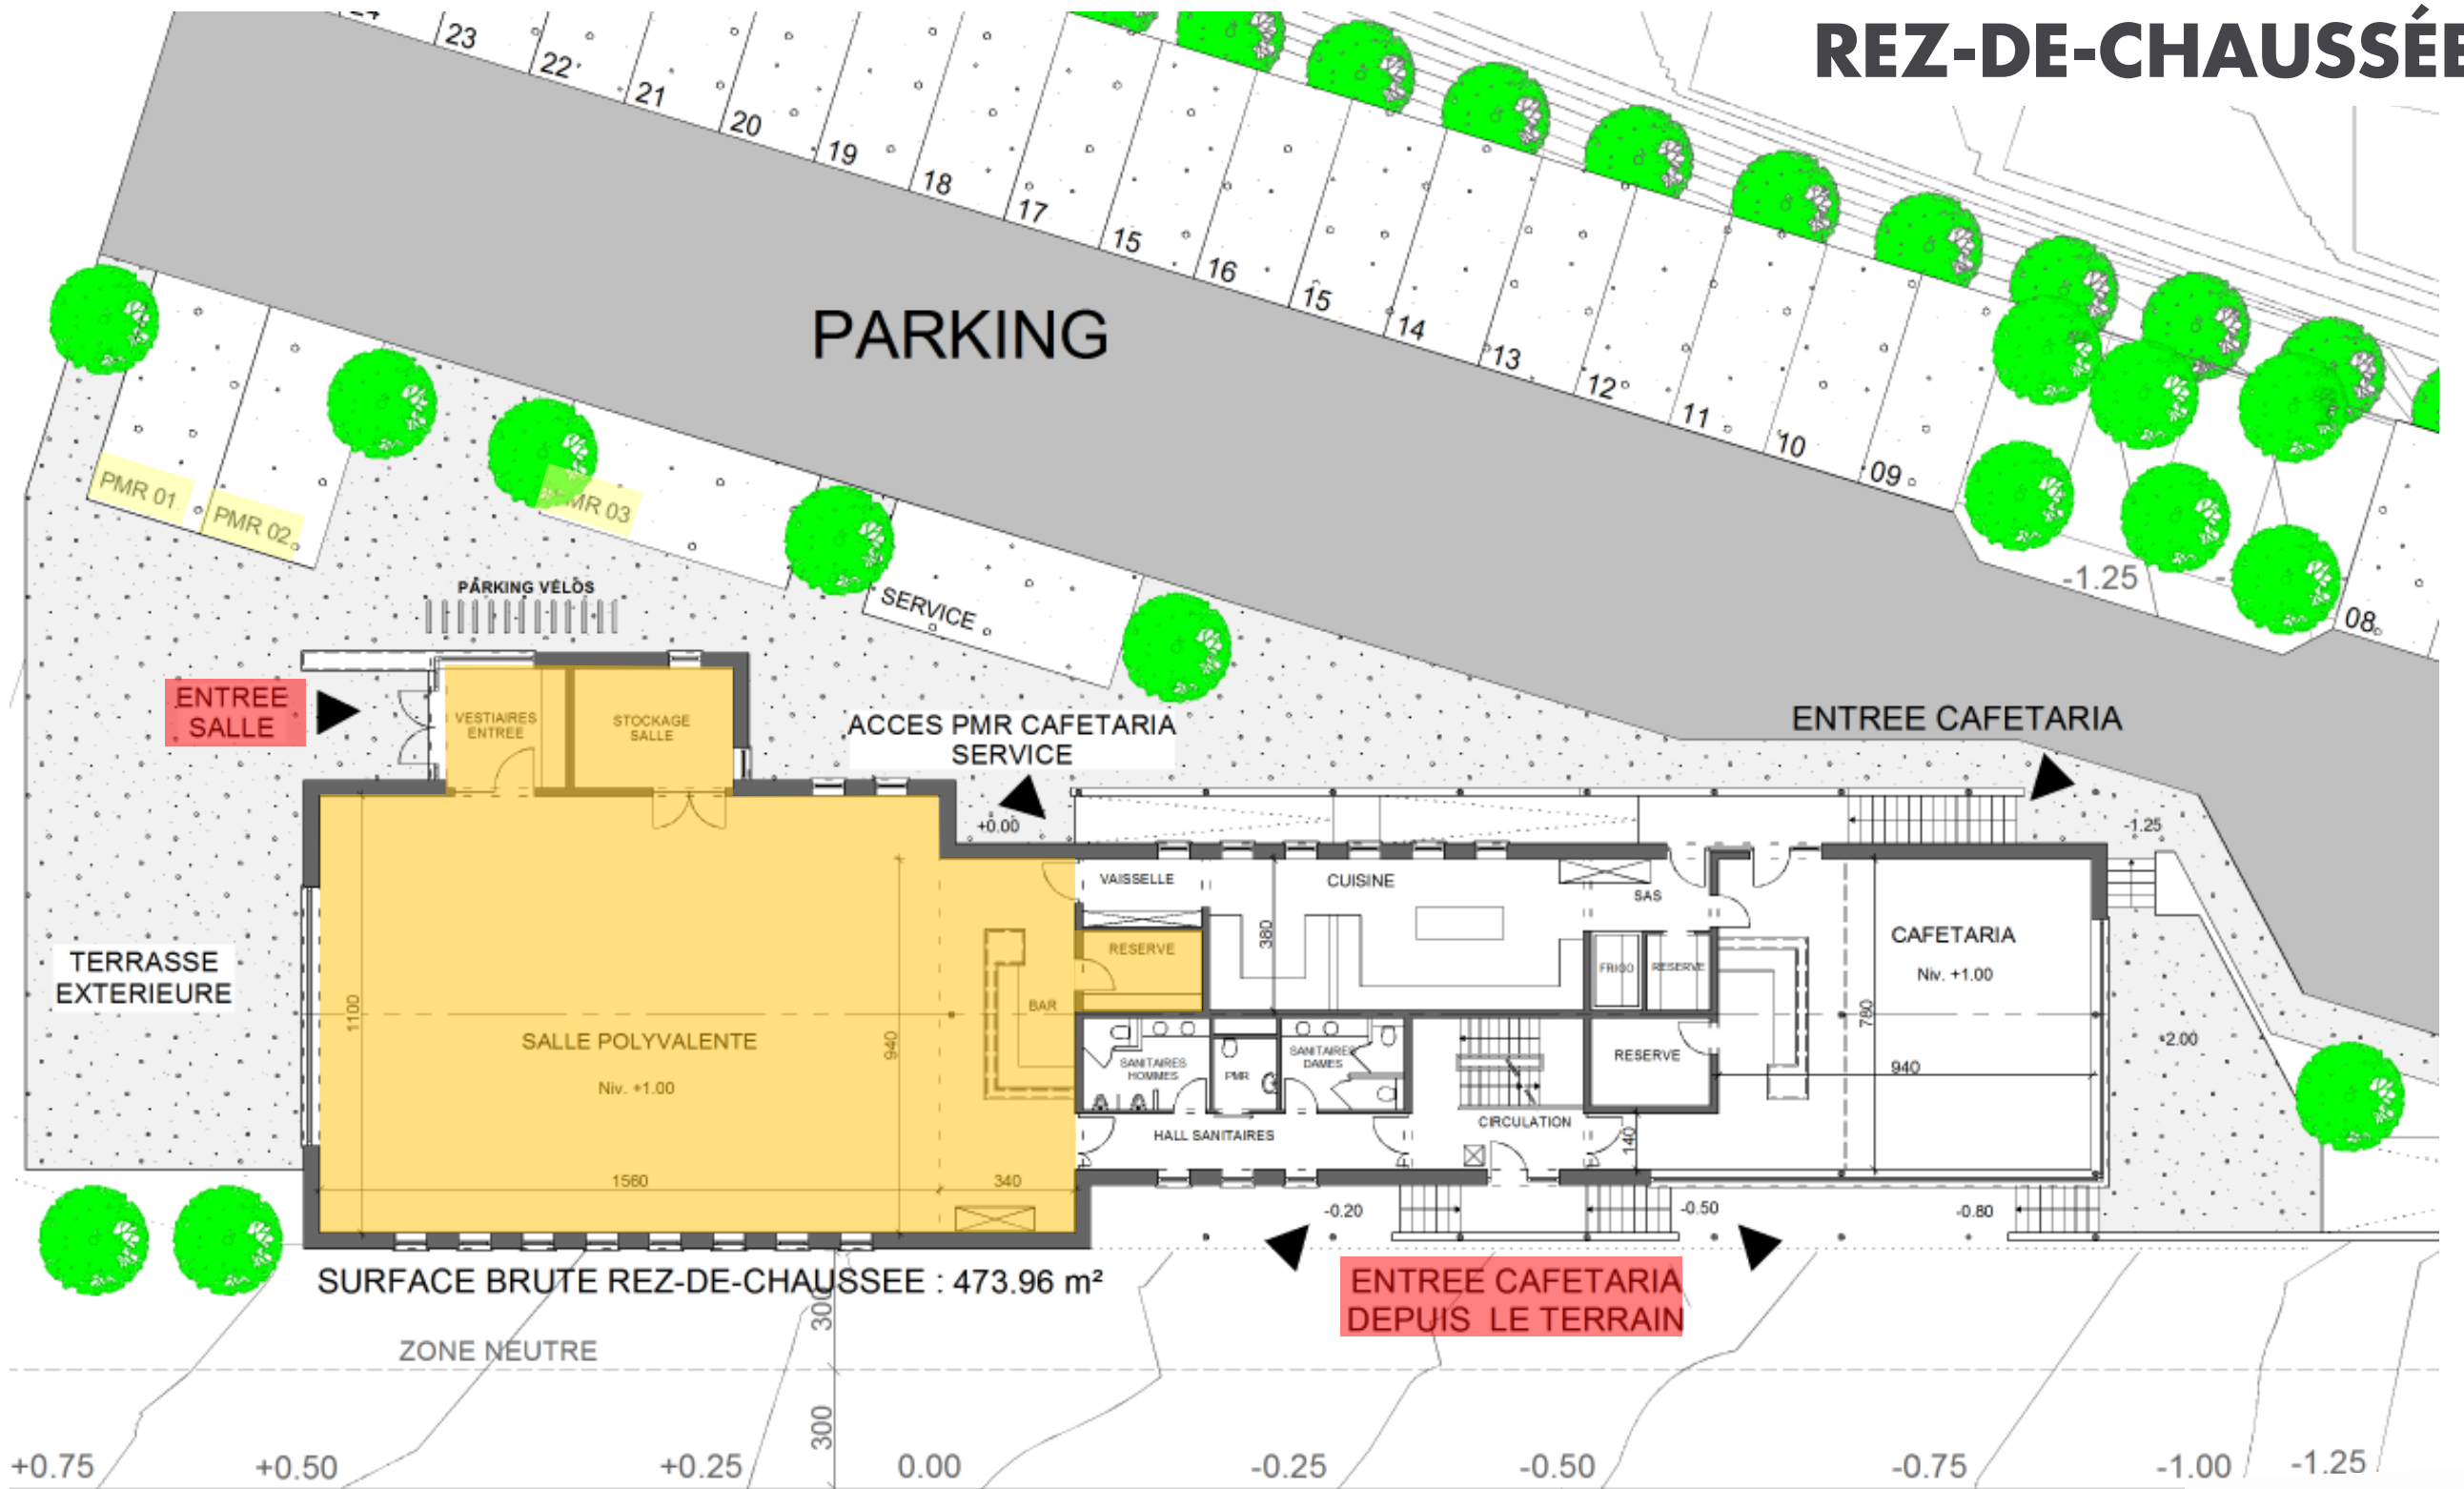 REZ-DE-CHAUSSÉE
23
22
21
20
19
18
17
15
16
15
14
13
12
11
10
09
08
PARKING
PMR 01
PMR 02
PMR 03
SERVICE
-1.25
PARKING VÉLOS
ENTREE
SALLE
VESTIAIRES
ENTREE
STOCKAGE
SALLE
ACCES PMR CAFETARIA
SERVICE
ENTREE CAFETARIA
+0.00
-1.25
VAISSELLE
CUISINE
SAS
CAFETARIA
Niv. +1.00
380
RESERVE
FRIGO
RESERVE
TERRASSE
EXTERIEURE
1100
BAR
780
940
SALLE POLYVALENTE
Niv. +1.00
SANITAIRES
HOMMES
PMR
SANITAIRES
DAMES
RESERVE
940
+2.00
HALL SANITAIRES
CIRCULATION
140
1560
340
-0.20
-0.50
-0.80
SURFACE BRUTE REZ-DE-CHAUSSEE : 473.96 m²
ENTREE CAFETARIA
DEPUIS LE TERRAIN
300
ZONE NEUTRE
300
+0.75
+0.50
+0.25
0.00
-0.25
-0.50
-0.75
-1.00
-1.25